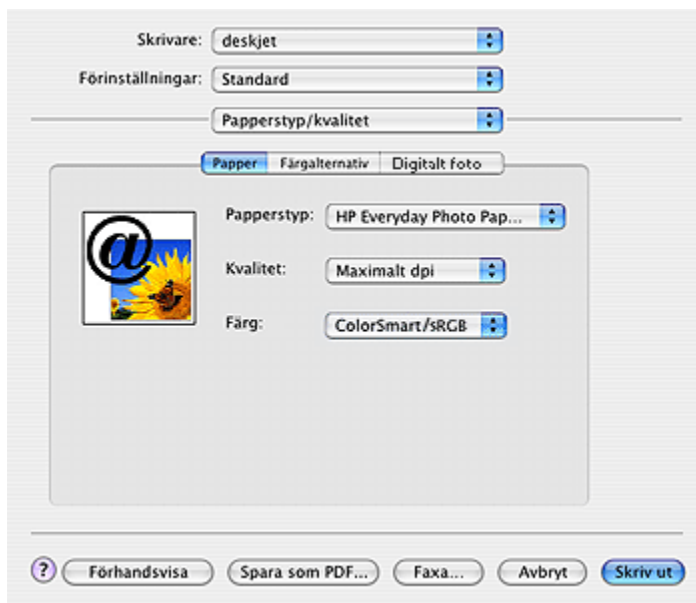 Skrivare: deskjet
Förinställningar: Standard
Papperstyp/kvalitet
Papper Färgalternativ Digitalt foto
Papperstyp: HP Everyday Photo Pap...
@
Kvalitet: Maximalt dpi
Färg: ColorSmart/sRGB
? Förhandsvisa Spara som PDF... Faxa... Avbryt Skriv ut